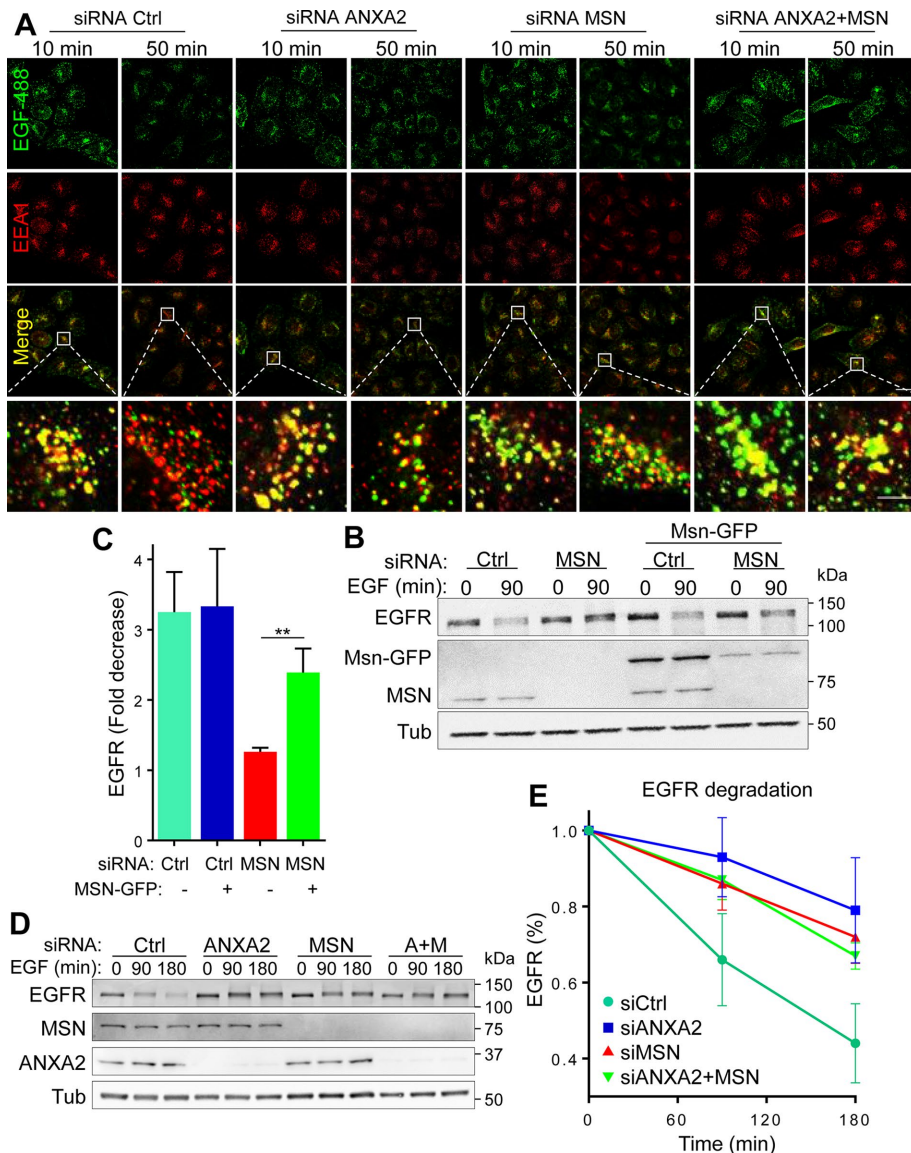 A
siRNA Ctrl siRNA ANXA2 siRNA MSN siRNA ANXA2+MSN
10 min 50 min 10 min 50 min 10 min 50 min 10 min 50 min
EGF-488
EEA1
Merge
C
EGFR (Fold decrease)
4
3
2
1
0
siRNA: Ctrl Ctrl MSN MSN
MSN-GFP: - + - +
**
B
Msn-GFP
siRNA: Ctrl MSN Ctrl MSN
EGF (min): 0 90 0 90 0 90 0 90 kDa
EGFR 150
100
Msn-GFP
75
MSN
Tub 50
D
siRNA: Ctrl ANXA2 MSN A+M
EGF (min): 0 90 180 0 90 180 0 90 180 0 90 180 kDa
EGFR 150
100
MSN 75
ANXA2 37
Tub 50
E
EGFR degradation
EGFR (%)
1.0
0.8
0.6
0.4
siCtrl
siANXA2
siMSN
siANXA2+MSN
0 60 120 180
Time (min)